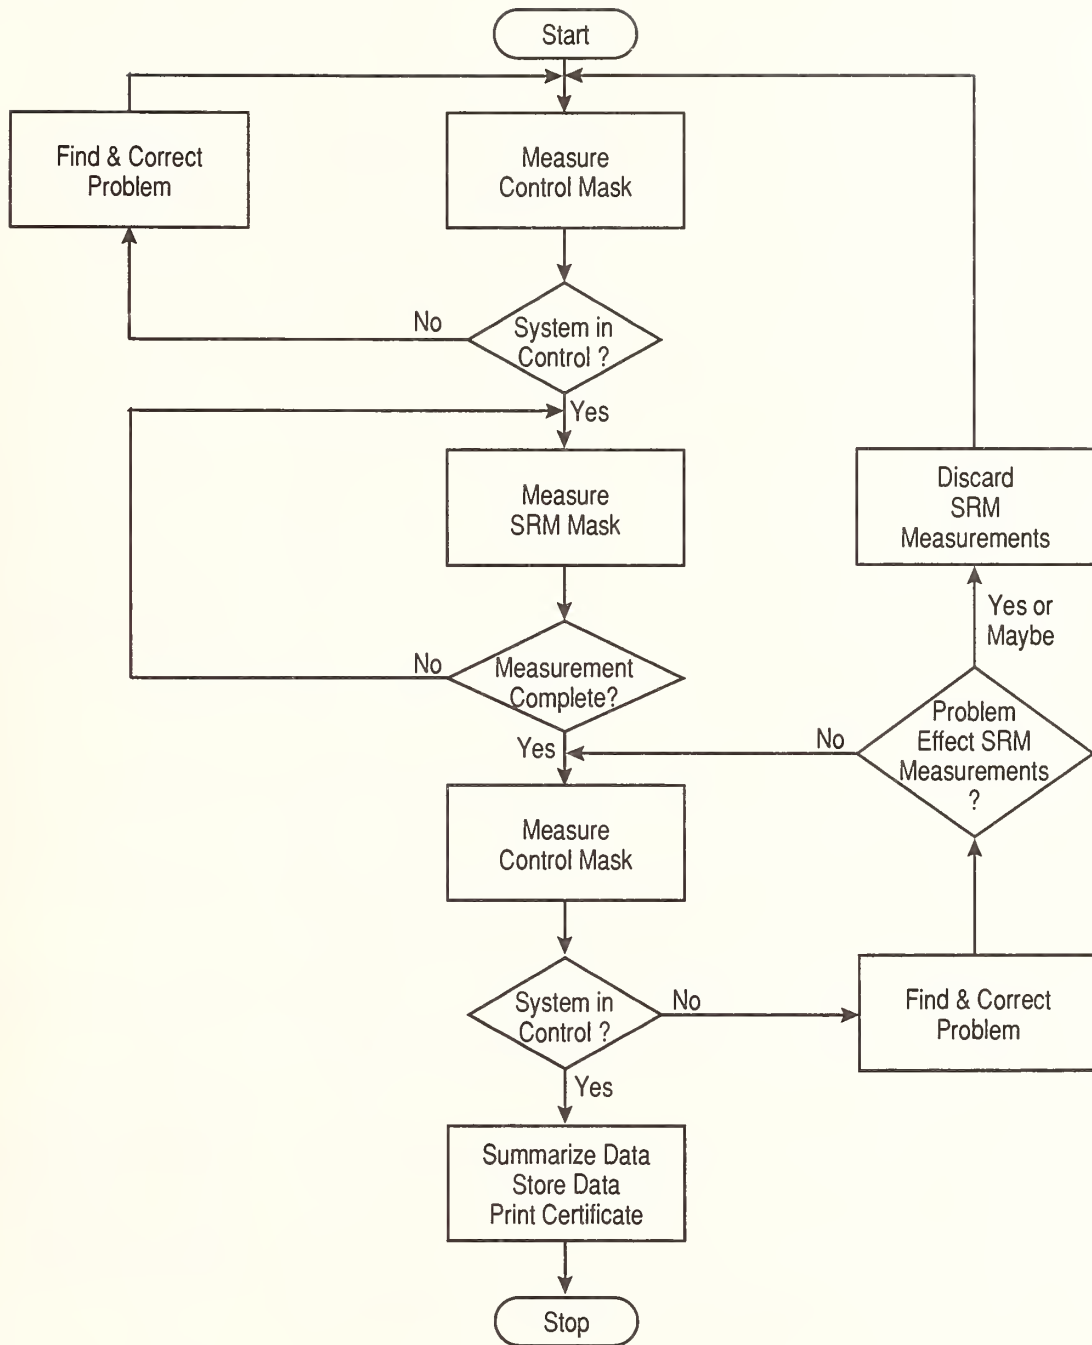 Start
Find & Correct
Problem
Measure
Control Mask
No
System in
Control ?
Yes
Measure
SRM Mask
Discard
SRM
Measurements
Yes or
Maybe
No
Measurement
Complete?
Yes
No
Problem
Effect SRM
Measurements
?
Measure
Control Mask
System in
Control ?
No
Find & Correct
Problem
Yes
Summarize Data
Store Data
Print Certificate
Stop